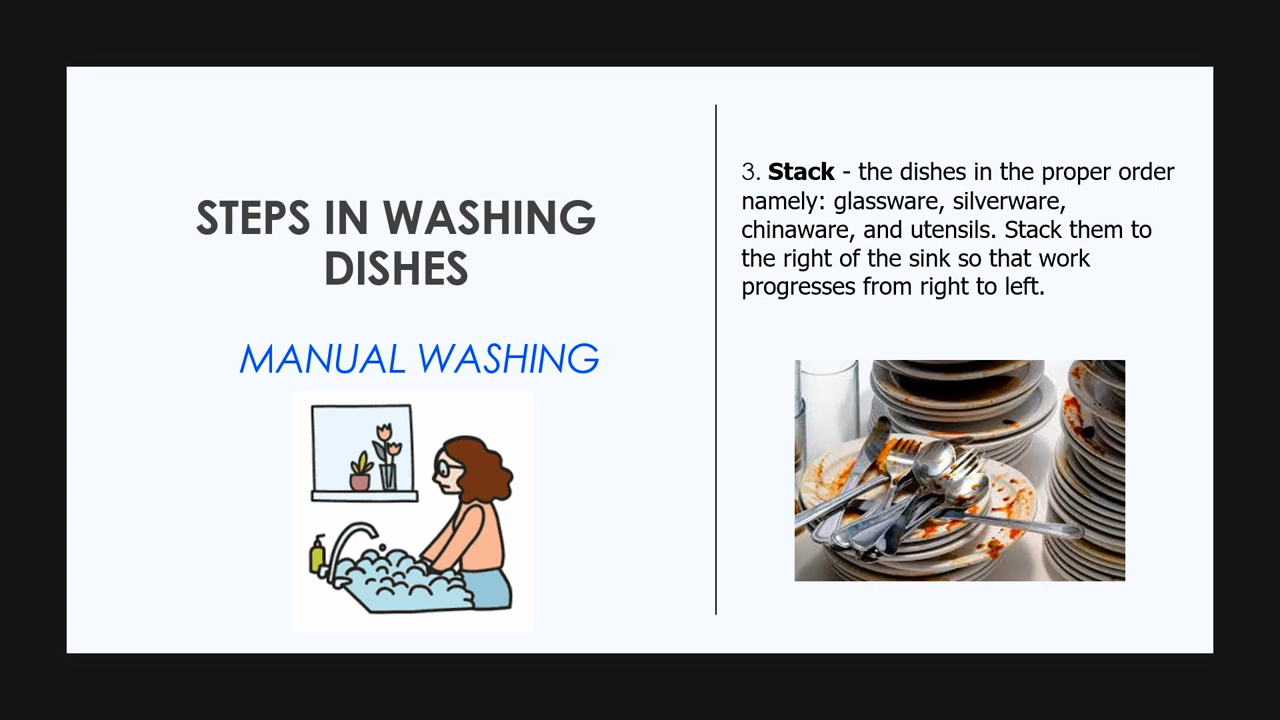 STEPS IN WASHING
DISHES
MANUAL WASHING
3. Stack - the dishes in the proper order
namely: glassware, silverware,
chinaware, and utensils. Stack them to
the right of the sink so that work
progresses from right to left.